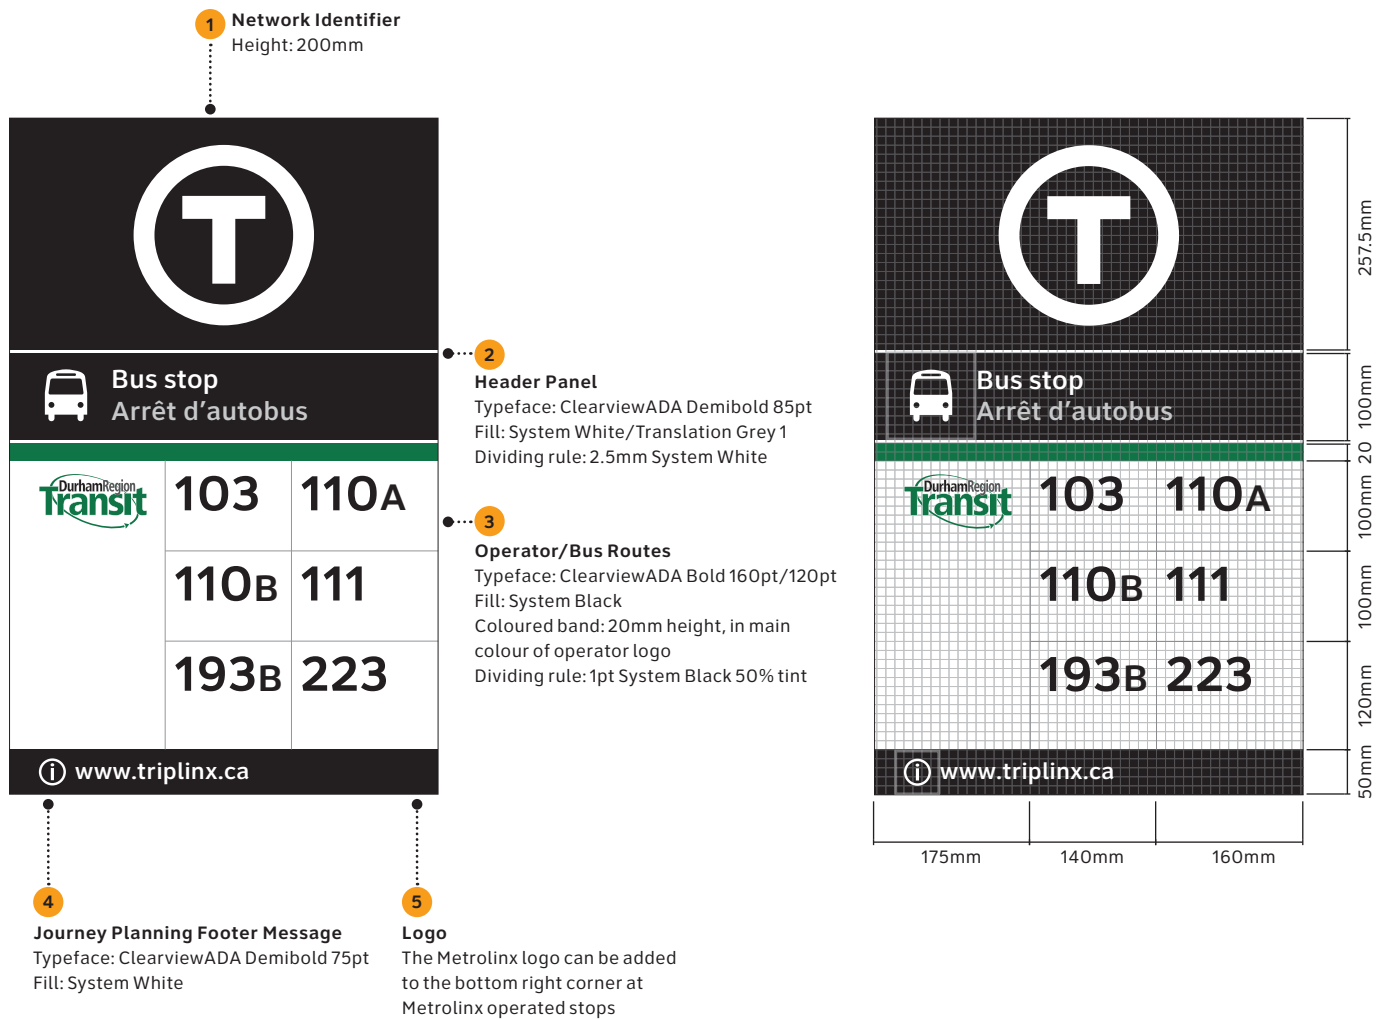 1 Network Identifier
Height: 200mm
T
Bus stop
Arrêt d’autobus
DurhamRegion
Transit
103 110A
110B 111
193B 223
www.triplinx.ca
2
Header Panel
Typeface: ClearviewADA Demibold 85pt
Fill: System White/Translation Grey 1
Dividing rule: 2.5mm System White
3
Operator/Bus Routes
Typeface: ClearviewADA Bold 160pt/120pt
Fill: System Black
Coloured band: 20mm height, in main
colour of operator logo
Dividing rule: 1pt System Black 50% tint
4
Journey Planning Footer Message
Typeface: ClearviewADA Demibold 75pt
Fill: System White
5
Logo
The Metrolinx logo can be added
to the bottom right corner at
Metrolinx operated stops
T
Bus stop
Arrêt d’autobus
DurhamRegion
Transit
103 110A
110B 111
193B 223
www.triplinx.ca
257.5mm
100mm
20
100mm
100mm
120mm
50mm
175mm 140mm 160mm